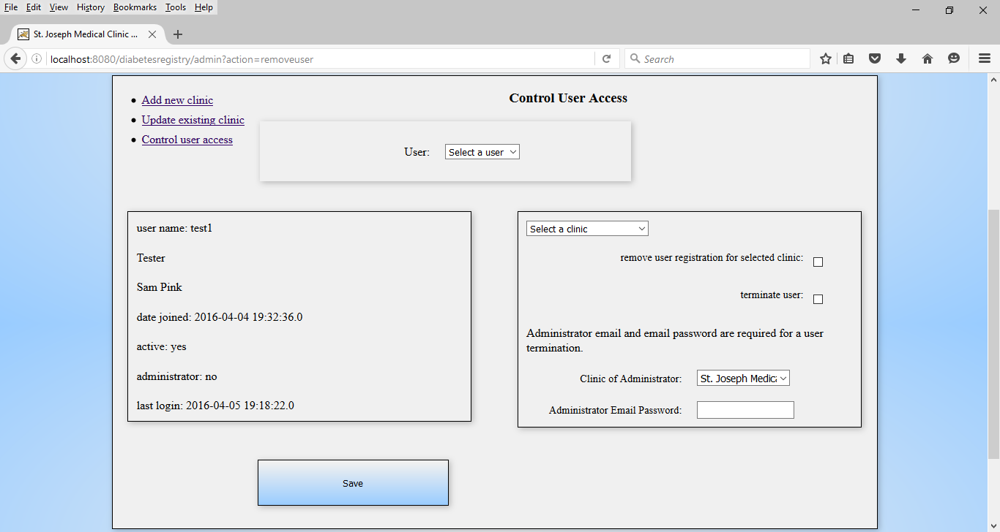 File Edit View History Bookmarks Tools Help
St. Joseph Medical Clinic ...
localhost:8080/diabetesregistry/admin?action=removeuser
Search
Add new clinic
Update existing clinic
Control user access
Control User Access
User: Select a user
user name: test1
Tester
Sam Pink
date joined: 2016-04-04 19:32:36.0
active: yes
administrator: no
last login: 2016-04-05 19:18:22.0
Select a clinic
remove user registration for selected clinic:
terminate user:
Administrator email and email password are required for a user
termination.
Clinic of Administrator: St. Joseph Medica
Administrator Email Password:
Save